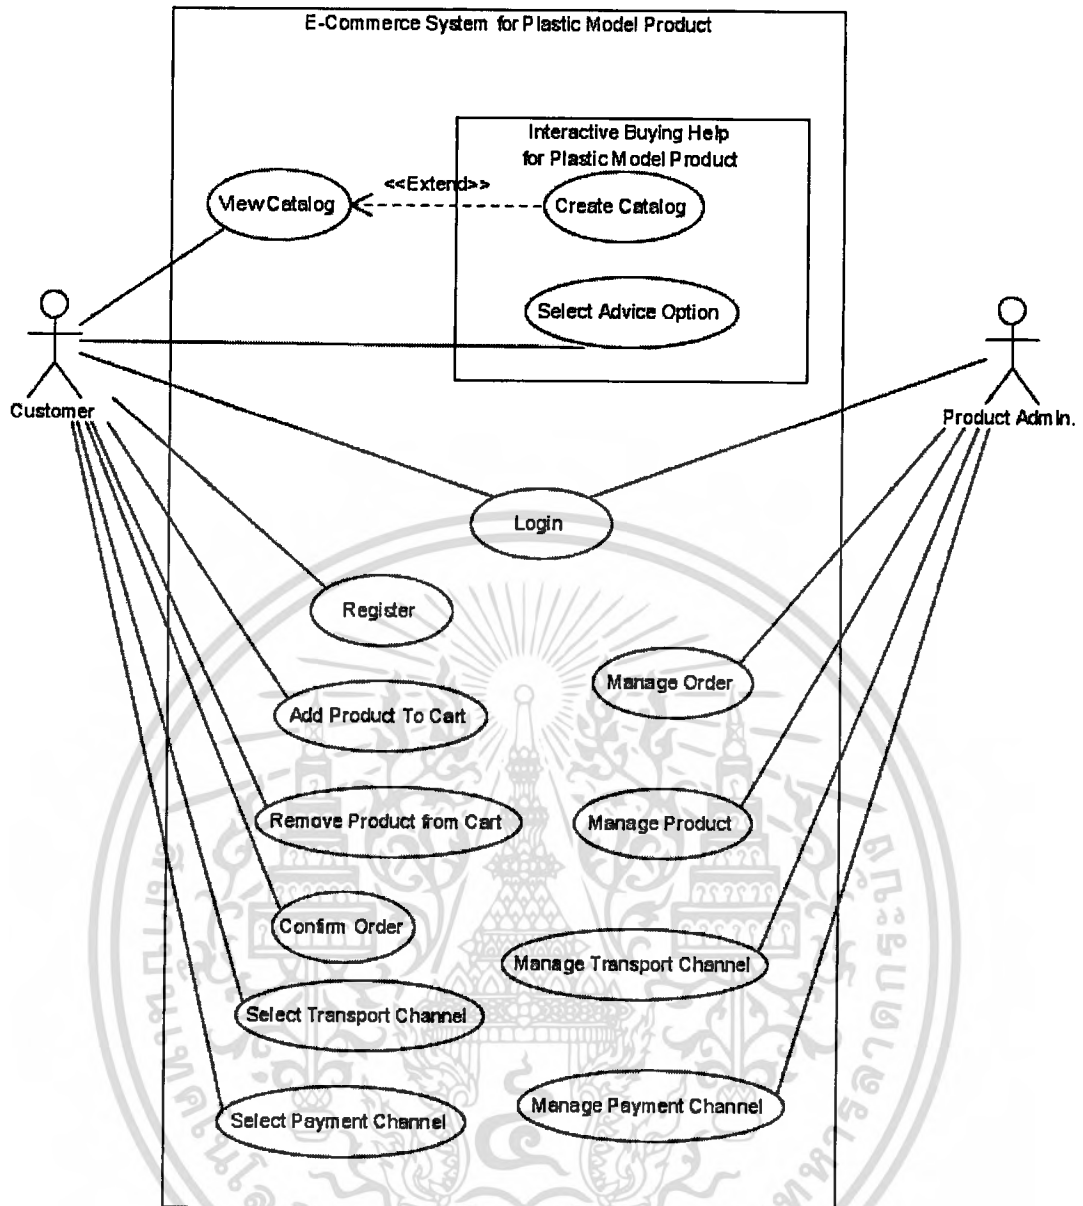 E-Commerce System for Plastic Model Product
Interactive Buying Help
for Plastic Model Product
<<Extend>>
View Catalog
Create Catalog
Select Advice Option
Customer
Product Admin.
Login
Register
Manage Order
Add Product To Cart
Remove Product from Cart
Manage Product
Confirm Order
Manage Transport Channel
Select Transport Channel
Manage Payment Channel
Select Payment Channel